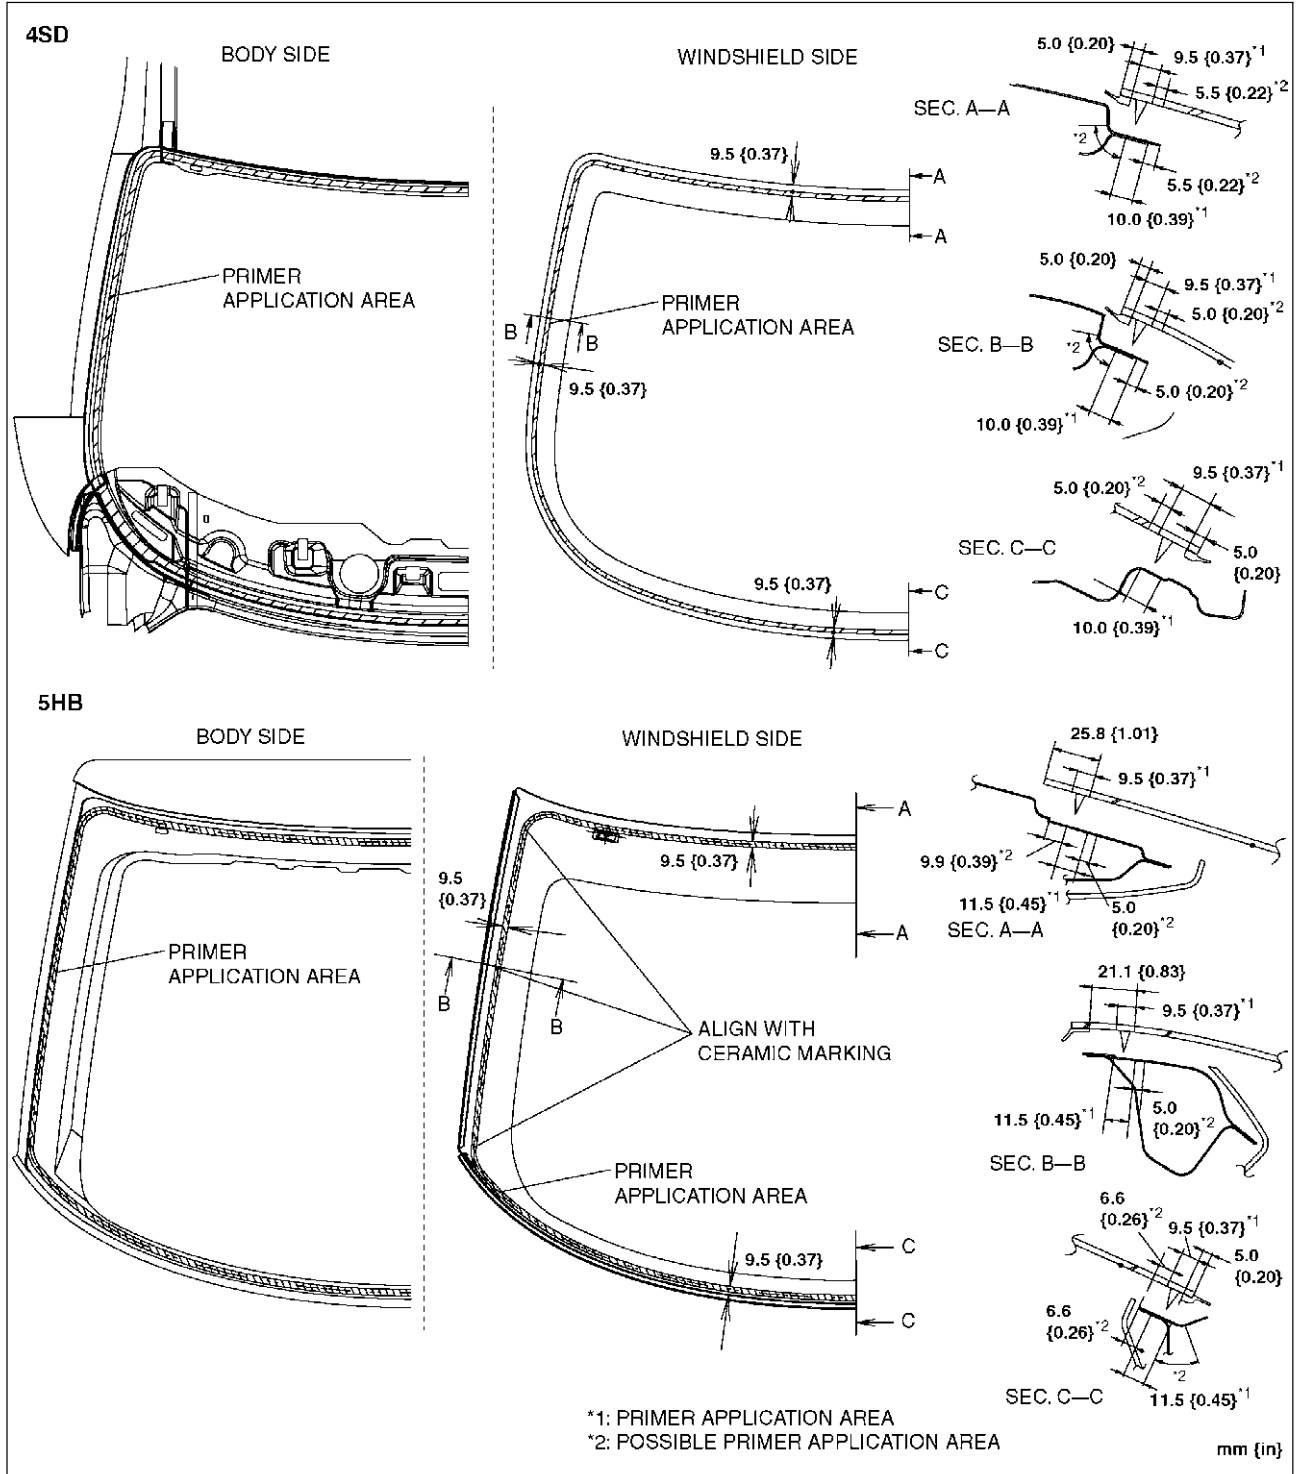 4SD
BODY SIDE
WINDSHIELD SIDE
PRIMER
APPLICATION AREA
9.5 {0.37}
A
A
PRIMER
APPLICATION AREA
B
B
9.5 {0.37}
9.5 {0.37}
C
C
5.0 {0.20}
9.5 {0.37}*1
5.5 {0.22}*2
SEC. A—A
*2
5.5 {0.22}*2
10.0 {0.39}*1
5.0 {0.20}
9.5 {0.37}*1
5.0 {0.20}*2
SEC. B—B
*2
5.0 {0.20}*2
10.0 {0.39}*1
9.5 {0.37}*1
5.0 {0.20}*2
SEC. C—C
5.0
{0.20}
10.0 {0.39}*1
5HB
BODY SIDE
WINDSHIELD SIDE
PRIMER
APPLICATION AREA
9.5
{0.37}
9.5 {0.37}
A
A
B
B
ALIGN WITH
CERAMIC MARKING
PRIMER
APPLICATION AREA
9.5 {0.37}
C
C
25.8 {1.01}
9.5 {0.37}*1
9.9 {0.39}*2
11.5 {0.45}*1
5.0
{0.20}*2
SEC. A—A
21.1 {0.83}
9.5 {0.37}*1
11.5 {0.45}*1
5.0
{0.20}*2
SEC. B—B
6.6
{0.26}*2
9.5 {0.37}*1
5.0
{0.20}
6.6
{0.26}*2
*2
SEC. C—C
11.5 {0.45}*1
*1: PRIMER APPLICATION AREA
*2: POSSIBLE PRIMER APPLICATION AREA
mm {in}